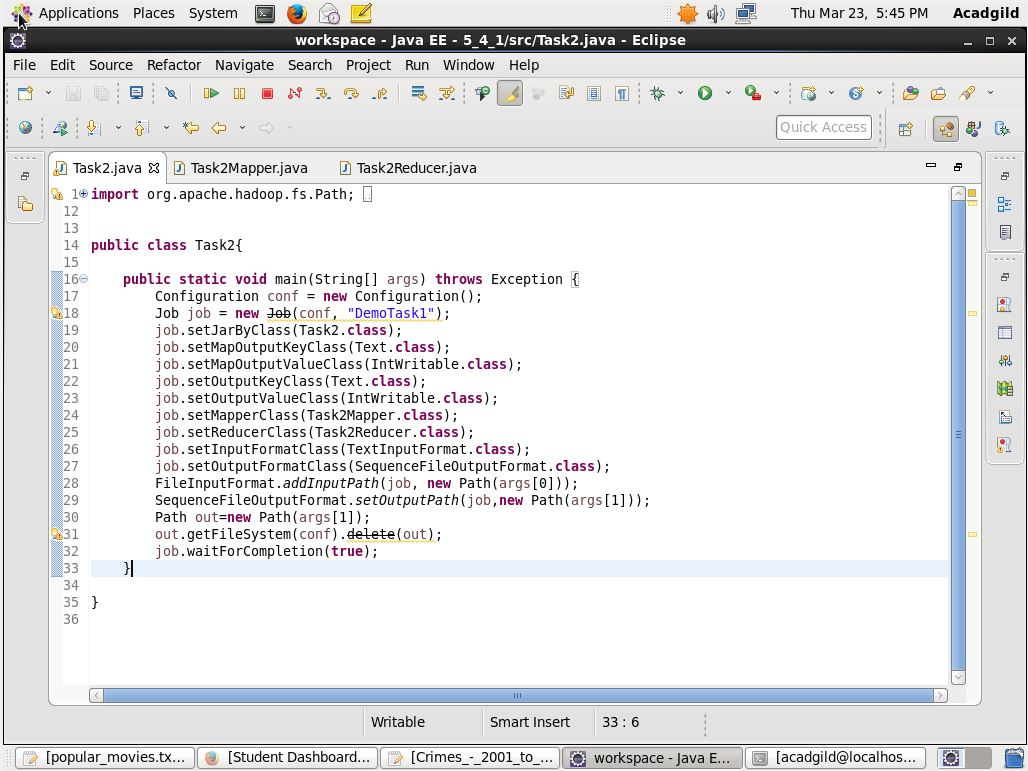 Applications Places System Thu Mar 23, 5:45 PM Acadgild
workspace - Java EE - 5_4_1/src/Task2.java - Eclipse
File Edit Source Refactor Navigate Search Project Run Window Help
Quick Access
Task2.java Task2Mapper.java Task2Reducer.java
1 import org.apache.hadoop.fs.Path;
12
13
14 public class Task2{
15
16 public static void main(String[] args) throws Exception {
17 Configuration conf = new Configuration();
18 Job job = new Job(conf, "DemoTask1");
19 job.setJarByClass(Task2.class);
20 job.setMapOutputKeyClass(Text.class);
21 job.setMapOutputValueClass(IntWritable.class);
22 job.setOutputKeyClass(Text.class);
23 job.setOutputValueClass(IntWritable.class);
24 job.setMapperClass(Task2Mapper.class);
25 job.setReducerClass(Task2Reducer.class);
26 job.setInputFormatClass(TextInputFormat.class);
27 job.setOutputFormatClass(SequenceFileOutputFormat.class);
28 FileInputFormat.addInputPath(job, new Path(args[0]));
29 SequenceFileOutputFormat.setOutputPath(job,new Path(args[1]));
30 Path out=new Path(args[1]);
31 out.getFileSystem(conf).delete(out);
32 job.waitForCompletion(true);
33 }
34
35 }
36
Writable Smart Insert 33 : 6
[popular_movies.tx... [Student Dashboard... [Crimes_-_2001_to_... workspace - Java E... [acadgild@localhos...